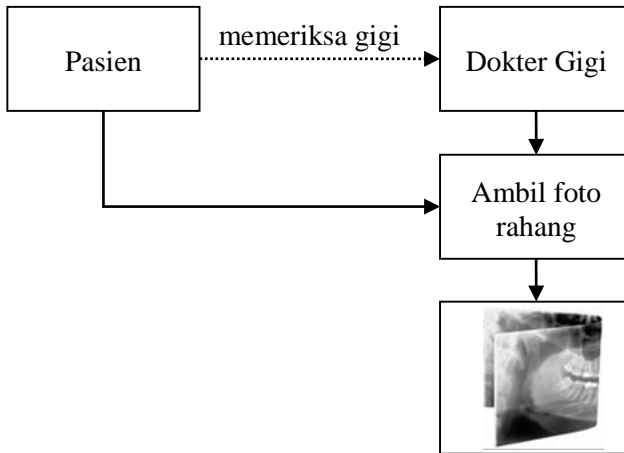 Pasien
memeriksa gigi
Dokter Gigi
Ambil foto
rahang